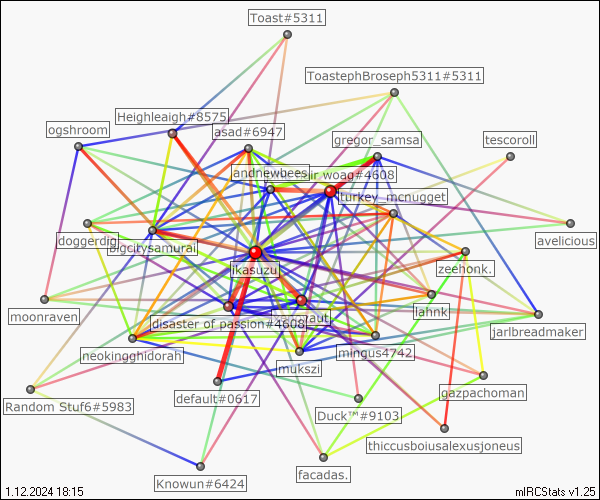 Toast#5311
ToastephBroseph5311#5311
Heighleaigh#8575
ogshroom
asad#6947
gregor_samsa
tescoroll
andnewbees
sir woag#4608
turkey_mcnugget
doggerdig
bigcitysamurai
avelicious
ikasuzu
zeehonk.
moonraven
lahnk
disaster of passion#4608
jarlbreadmaker
neokingghidorah
mingus4742
mukszi
gazpachoman
Random Stuf6#5983
default#0617
Duck™#9103
thiccusboiusalexusjoneus
Knowun#6424
facadas.
1.12.2024 18:15
mIRCStats v1.25